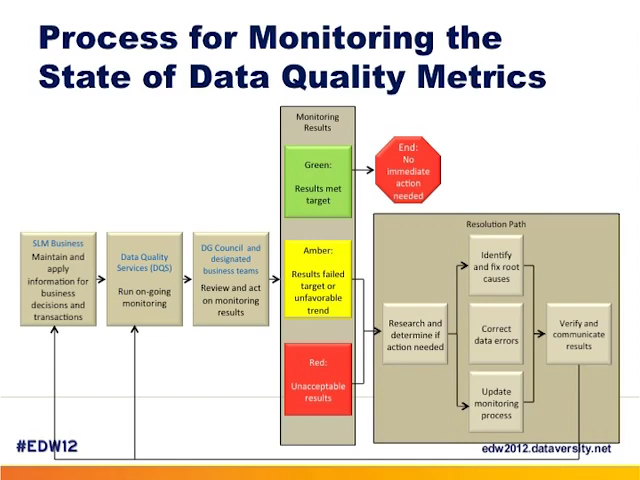 Process for Monitoring the
State of Data Quality Metrics
Monitoring
Results
Green:
Results met
target
End:
No
immediate
action
needed
SLM Business
Maintain and
apply
information for
business
decisions and
transactions
Data Quality
Services (DQS)
Run on-going
monitoring
DG Council and
designated
business teams
Review and act
on monitoring
results
Amber:
Results failed
target or
unfavorable
trend
Red:
Unacceptable
results
Resolution Path
Research and
determine if
action needed
Identify
and fix root
causes
Correct
data errors
Update
monitoring
process
Verify and
communicate
results
#EDW12
edw2012.dataversity.net